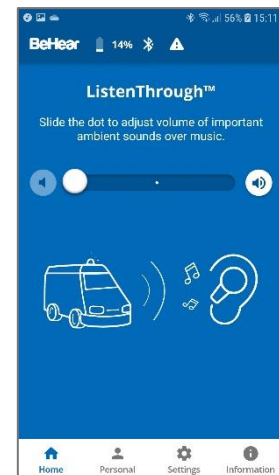 56% 15:11
BeHear 14%
ListenThrough™
Slide the dot to adjust volume of important
ambient sounds over music.
Home Personal Settings Information